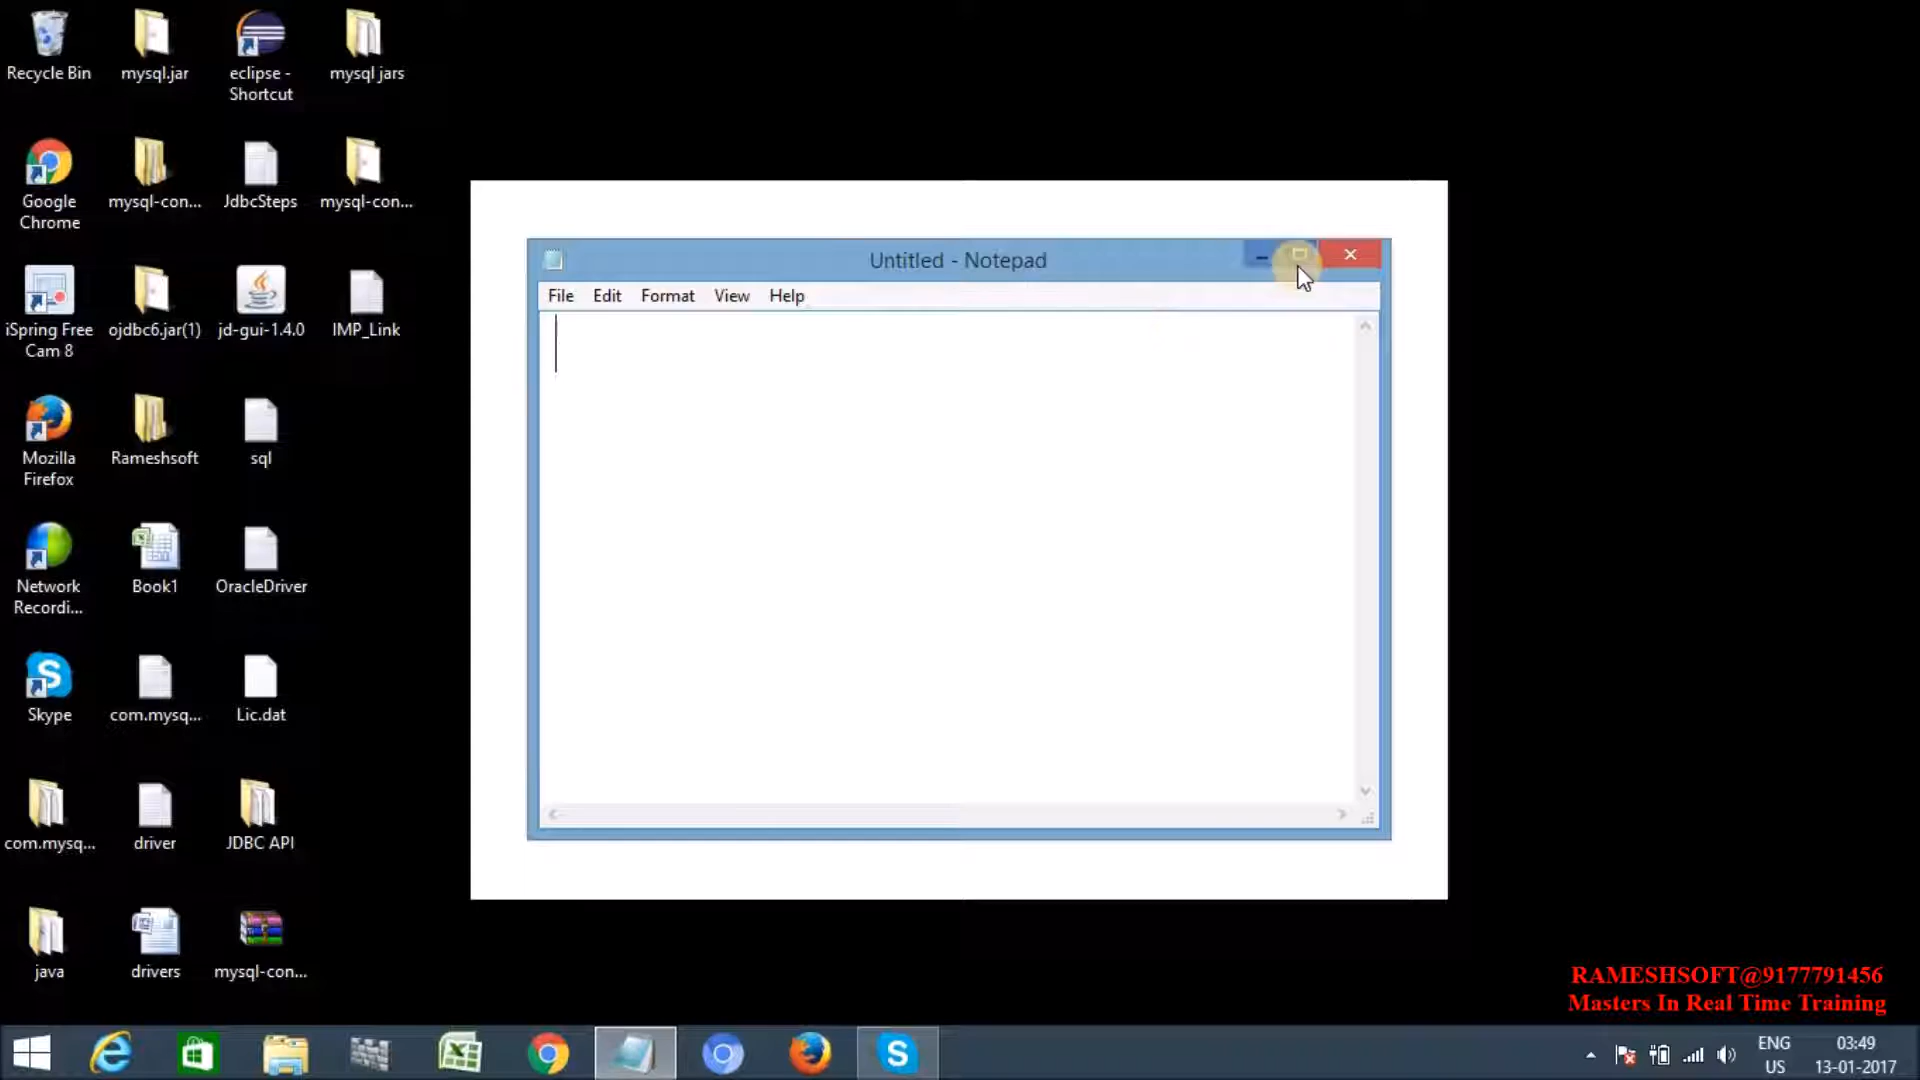 Recycle Bin
mysql.jar
eclipse -
Shortcut
mysql jars
Google
Chrome
mysql-con...
JdbcSteps
mysql-con...
iSpring Free
Cam 8
ojdbc6.jar(1)
jd-gui-1.4.0
IMP_Link
Mozilla
Firefox
Rameshsoft
sql
Network
Recordi...
Book1
OracleDriver
Skype
com.mysq...
Lic.dat
com.mysq...
driver
JDBC API
java
drivers
mysql-con...
Untitled - Notepad
File Edit Format View Help
RAMESHSOFT@9177791456
Masters In Real Time Training
ENG
US
03:49
13-01-2017